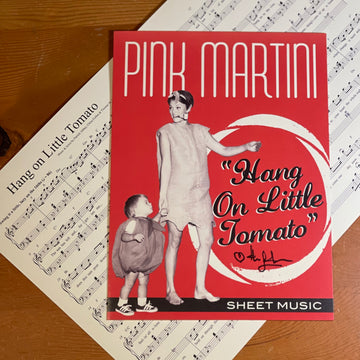 PINK MARTINI
"Hang
On Little
Tomato"
SHEET MUSIC
Hang on Little Tomato